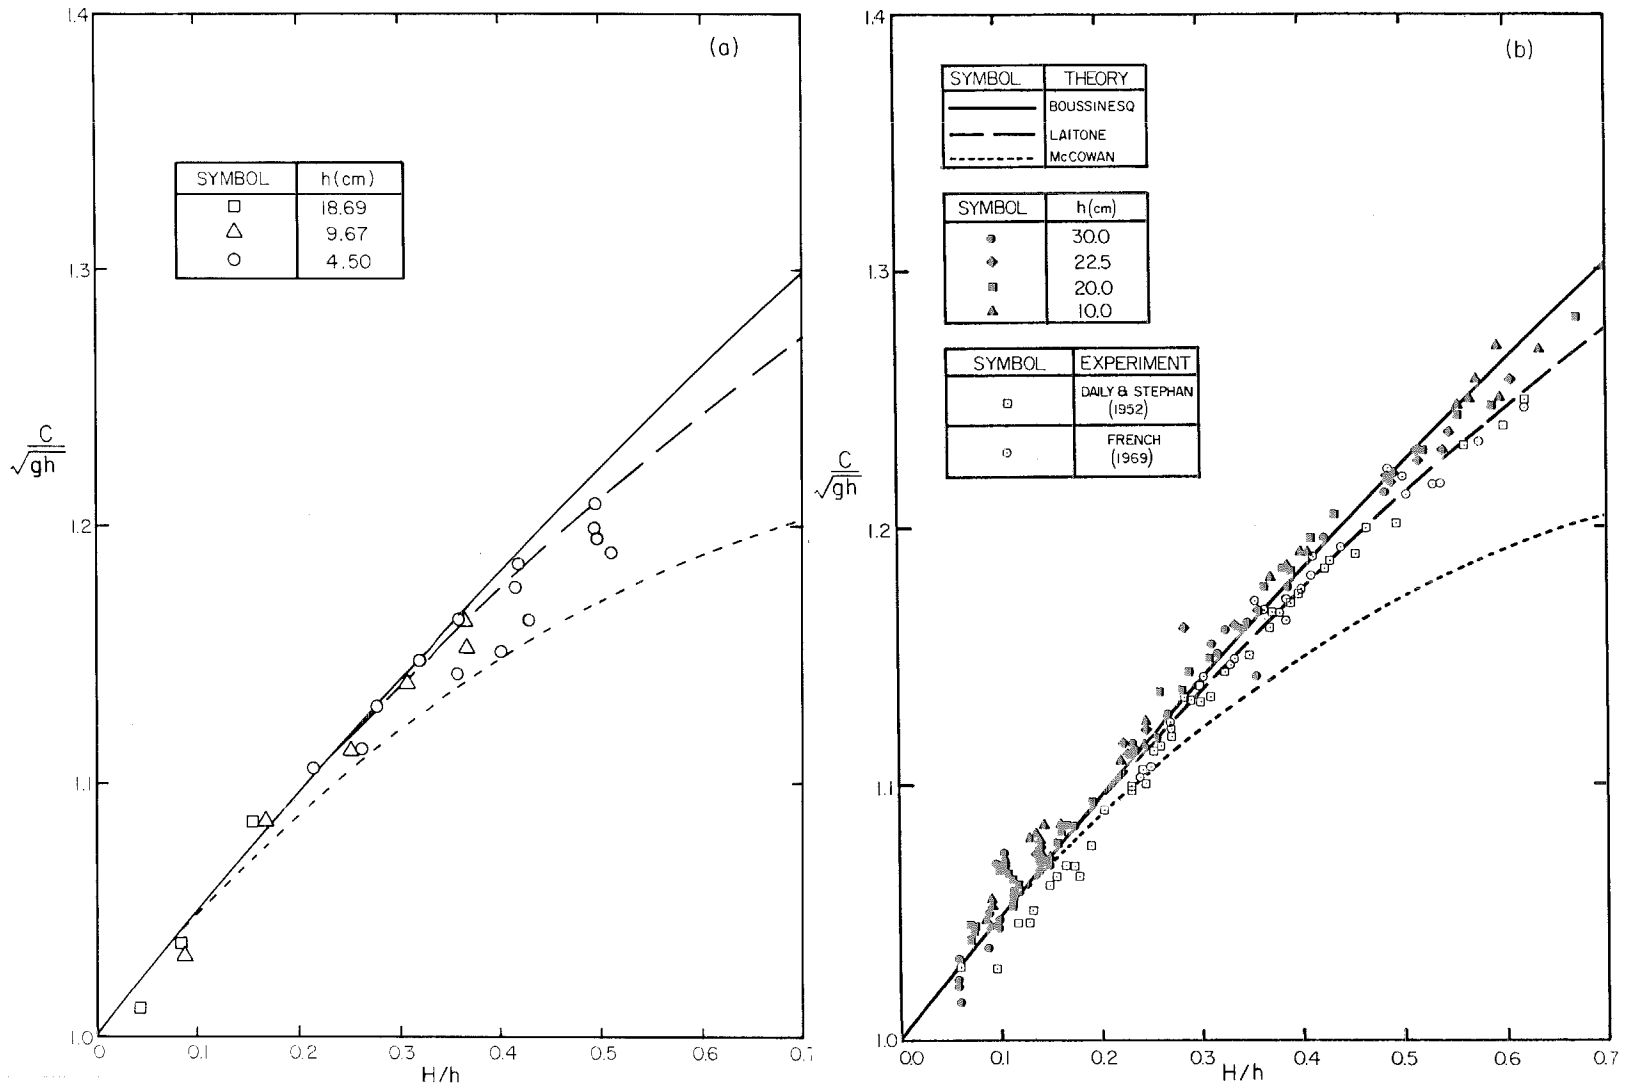 (a)
1.4
1.3
1.2
1.1
1.0
C
√gh
SYMBOL h(cm)
18.69
9.67
4.50
0 0.1 0.2 0.3 0.4 0.5 0.6 0.7
H/h
(b)
1.4
1.3
1.2
1.1
1.0
C
√gh
SYMBOL THEORY
BOUSSINESQ
LAITONE
McCOWAN
SYMBOL h(cm)
30.0
22.5
20.0
10.0
SYMBOL EXPERIMENT
DAILY & STEPHAN
(1952)
FRENCH
(1969)
0.0 0.1 0.2 0.3 0.4 0.5 0.6 0.7
H/h